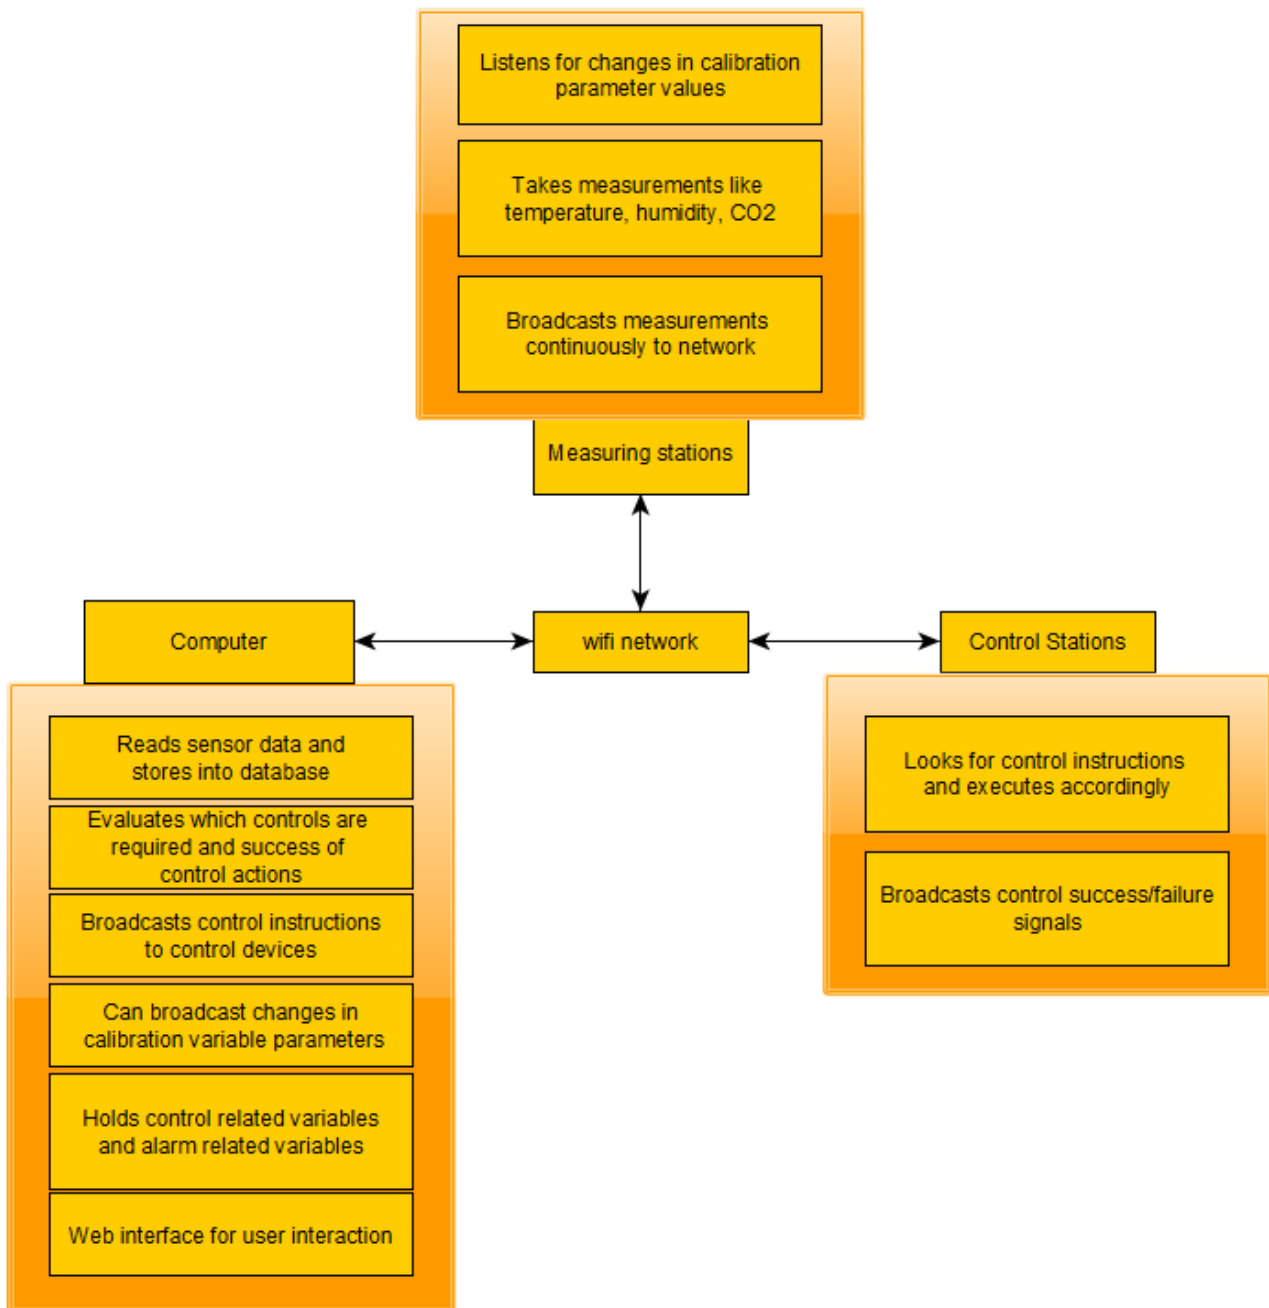 Listens for changes in calibration
parameter values
Takes measurements like
temperature, humidity, CO2
Broadcasts measurements
continuously to network
Measuring stations
Computer
wifi network
Control Stations
Reads sensor data and
stores into database
Evaluates which controls are
required and success of
control actions
Broadcasts control instructions
to control devices
Can broadcast changes in
calibration variable parameters
Holds control related variables
and alarm related variables
Web interface for user interaction
Looks for control instructions
and executes accordingly
Broadcasts control success/failure
signals